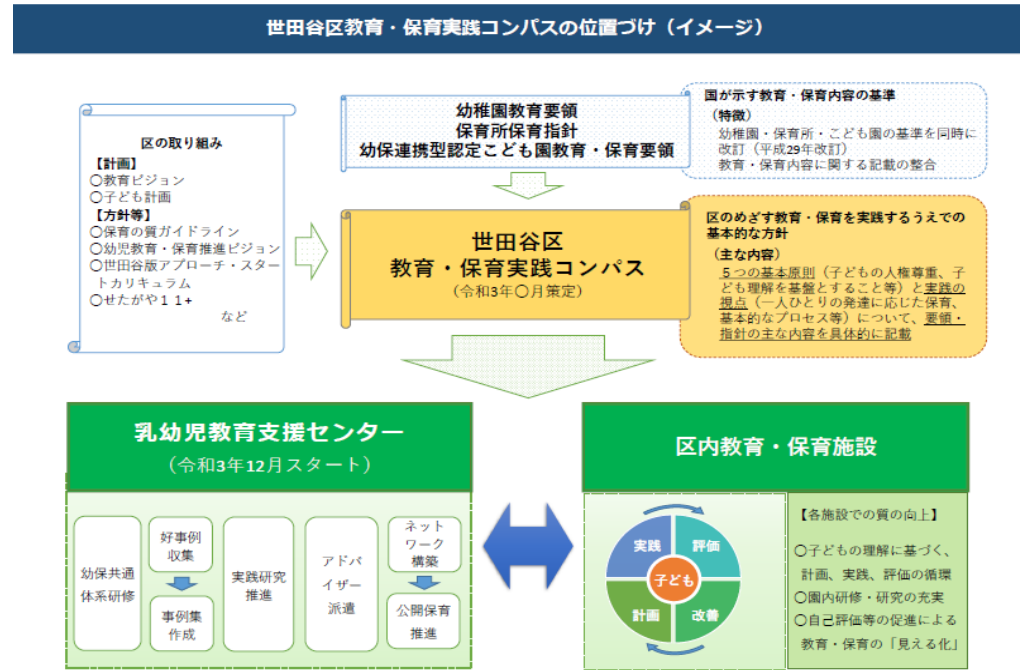 世田谷区教育・保育実践コンパスの位置づけ（イメージ）
区の取り組み
【計画】
〇教育ビジョン
〇子ども計画
【方針等】
〇保育の質ガイドライン
〇幼児教育・保育推進ビジョン
〇世田谷版アプローチ・スター
トカリキュラム
〇せたがや１１+
など
幼稚園教育要領
保育所保育指針
幼保連携型認定こども園教育・保育要領
国が示す教育・保育内容の基準
（特徴）
幼稚園・保育所・こども園の基準を同時に
改訂（平成29年改訂）
教育・保育内容に関する記載の整合
世田谷区
教育・保育実践コンパス
（令和3年〇月策定）
区のめざす教育・保育を実践するうえでの
基本的な方針
（主な内容）
５つの基本原則（子どもの人権尊重、子
ども理解を基盤とすること等）と実践の
視点（一人ひとりの発達に応じた保育、
基本的なプロセス等）について、要領・
指針の主な内容を具体的に記載
乳幼児教育支援センター
（令和3年12月スタート）
幼保共通
体系研修
好事例
収集
事例集
作成
実践研究
推進
アドバ
イザー
派遣
ネット
ワーク
構築
公開保育
推進
区内教育・保育施設
実践
評価
子ども
計画
改善
【各施設での質の向上】
〇子どもの理解に基づく、
計画、実践、評価の循環
〇園内研修・研究の充実
〇自己評価等の促進による
教育・保育の「見える化」